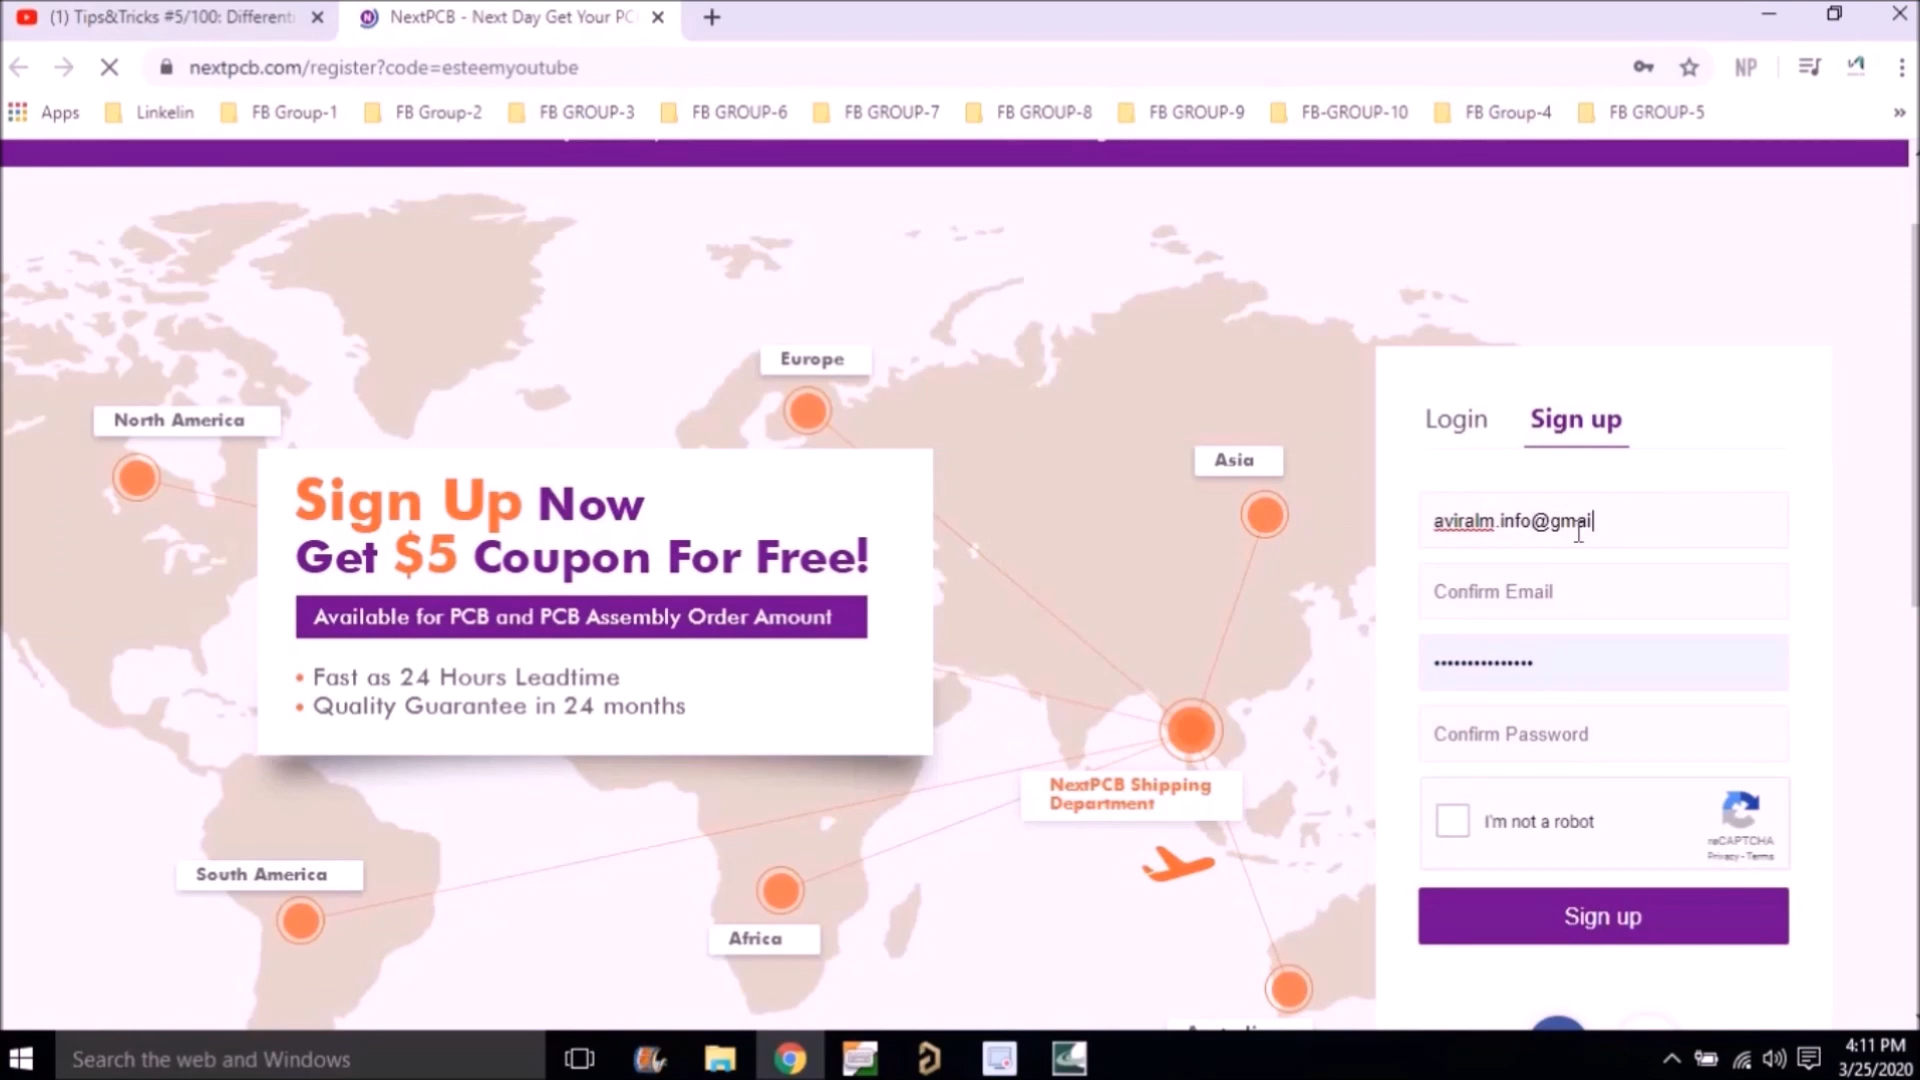 (1) Tips&Tricks #5/100: Different
NextPCB - Next Day Get Your PC
nextpcb.com/register?code=esteemyoutube
NP
Apps
Linkelin
FB Group-1
FB Group-2
FB GROUP-3
FB GROUP-6
FB GROUP-7
FB GROUP-8
FB GROUP-9
FB-GROUP-10
FB Group-4
FB GROUP-5
»
Europe
North America
Asia
Login
Sign up
Sign Up Now
Get $5 Coupon For Free!
Available for PCB and PCB Assembly Order Amount
• Fast as 24 Hours Leadtime
• Quality Guarantee in 24 months
aviralm.info@gmai
Confirm Email
•••••••••••••••
Confirm Password
NextPCB Shipping
Department
I'm not a robot
reCAPTCHA
Privacy - Terms
South America
Sign up
Africa
Search the web and Windows
4:11 PM
3/25/2020